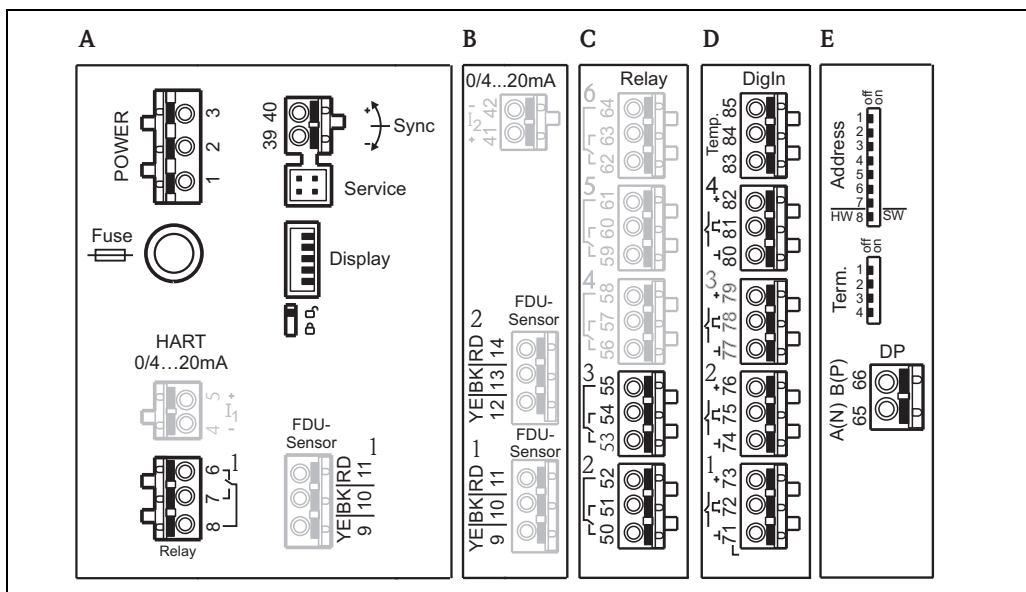 A
B
C
D
E
POWER
3
2
1
39 40
+
-
Sync
Service
Fuse
Display
HART
0/4...20mA
4 5
- I1 +
6
7
8
1
Relay
FDU-
Sensor
1
YE|BK|RD
9 |10| 11
0/4...20mA
- I2 +
41 42
FDU-
Sensor
2
YE|BK|RD
12 |13| 14
FDU-
Sensor
1
YE|BK|RD
9 |10| 11
Relay
6
62 63 64
5
59 60 61
4
56 57 58
3
53 54 55
2
50 51 52
DigIn
Temp.
83 84 85
4
+
80 81 82
3
+
77 78 79
2
+
74 75 76
1
+
71 72 73
off
on
Address
1
2
3
4
5
6
7
HW 8 SW
off
on
Term.
1
2
3
4
DP
A(N) B(P)
65 66